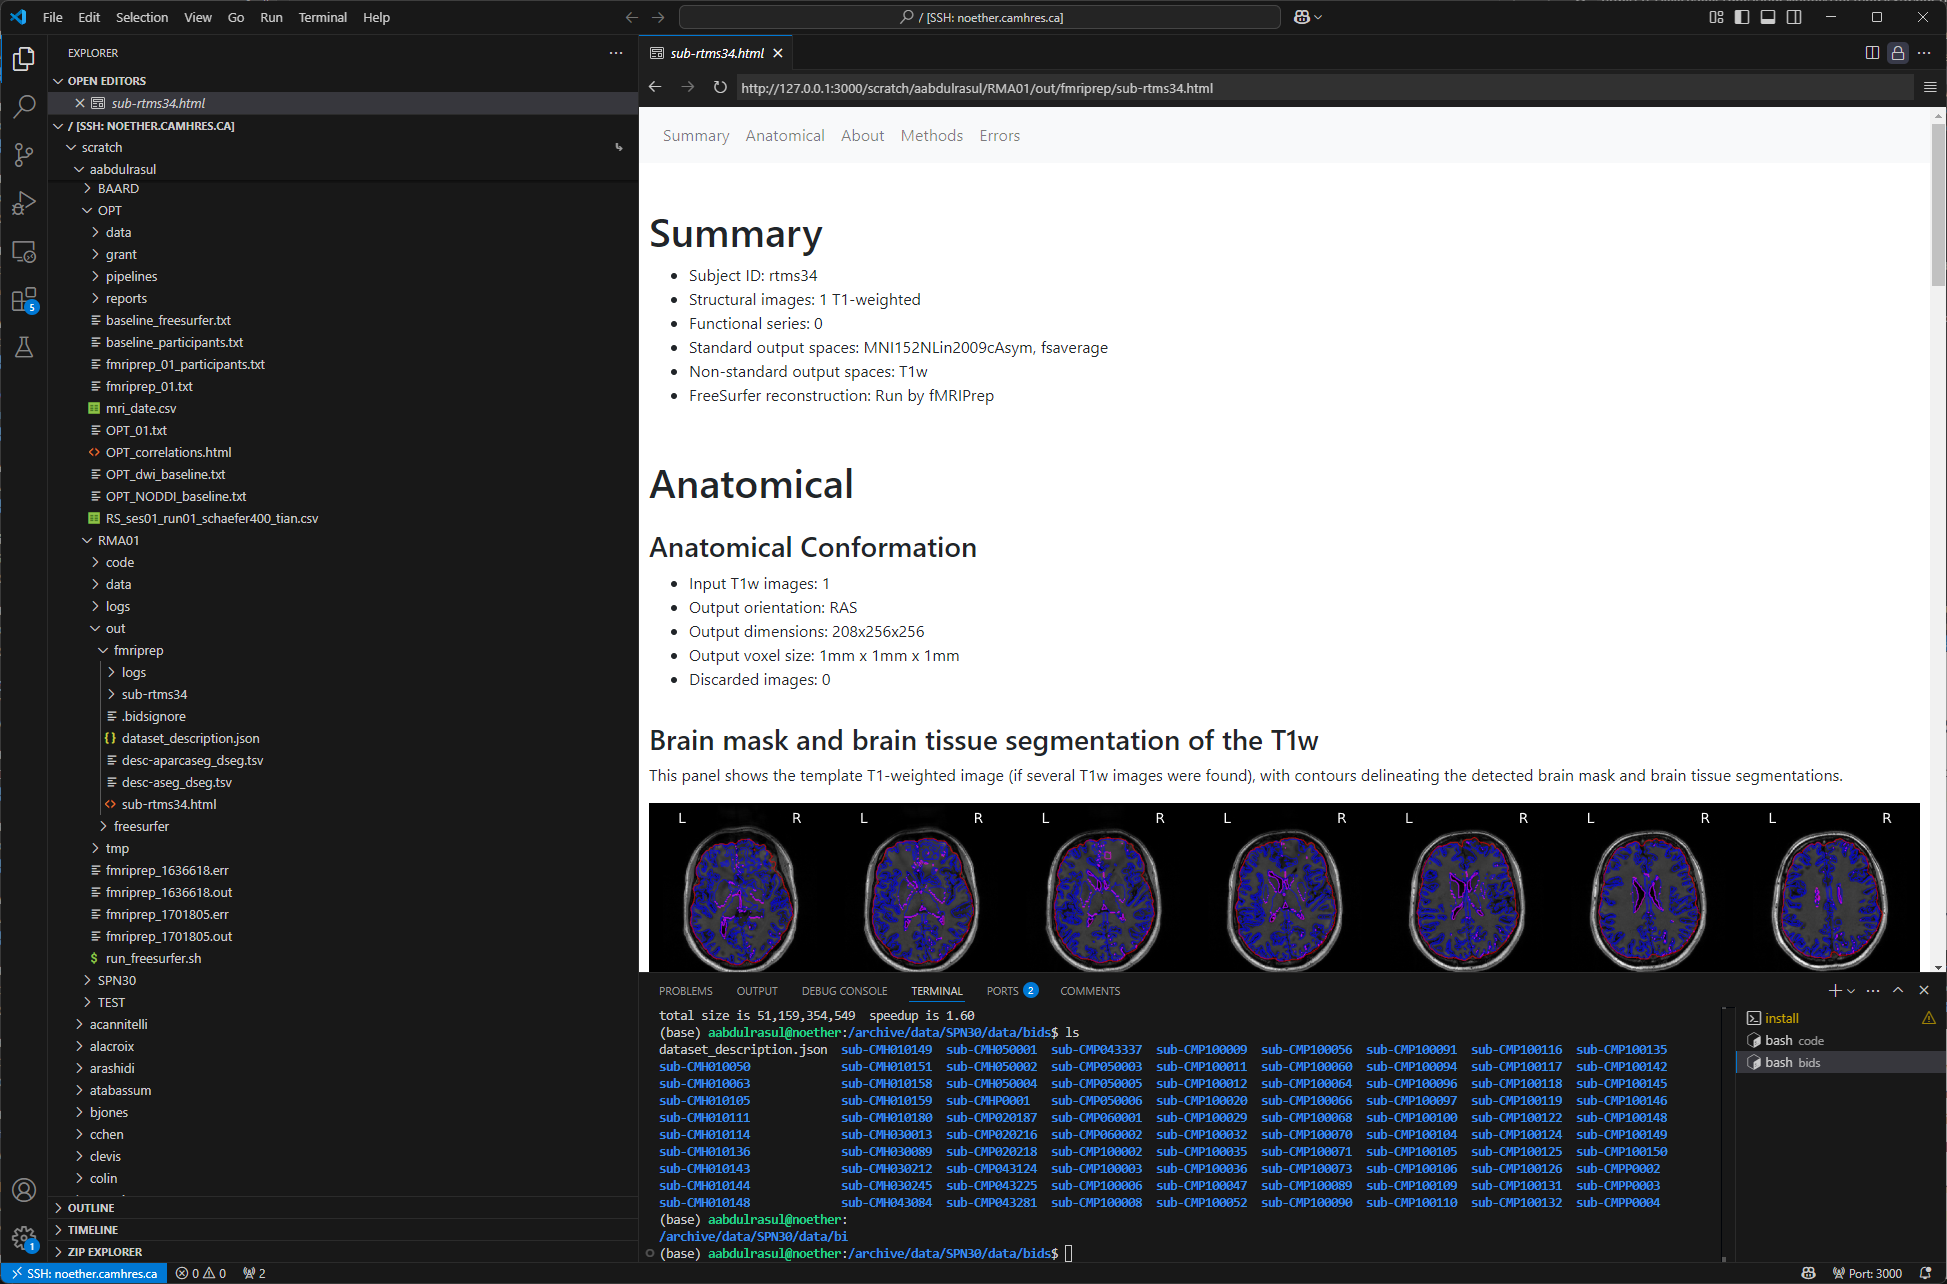 File Edit Selection View Go Run Terminal Help
/ [SSH: noether.camhres.ca]
EXPLORER
OPEN EDITORS
sub-rtms34.html
/ [SSH: NOETHER.CAMHRES.CA]
scratch
aabdulrasul
BAARD
OPT
data
grant
pipelines
reports
baseline_freesurfer.txt
baseline_participants.txt
fmriprep_01_participants.txt
fmriprep_01.txt
mri_date.csv
OPT_01.txt
OPT_correlations.html
OPT_dwi_baseline.txt
OPT_NODDI_baseline.txt
RS_ses01_run01_schaefer400_tian.csv
RMA01
code
data
logs
out
fmriprep
logs
sub-rtms34
.bidsignore
dataset_description.json
desc-aparcaseg_dseg.tsv
desc-aseg_dseg.tsv
sub-rtms34.html
freesurfer
tmp
fmriprep_1636618.err
fmriprep_1636618.out
fmriprep_1701805.err
fmriprep_1701805.out
run_freesurfer.sh
SPN30
TEST
acannitelli
alacroix
arashidi
atabassum
bjones
cchen
clevis
colin
OUTLINE
TIMELINE
ZIP EXPLORER
5
1
sub-rtms34.html
http://127.0.0.1:3000/scratch/aabdulrasul/RMA01/out/fmriprep/sub-rtms34.html
Summary Anatomical About Methods Errors
Summary
Subject ID: rtms34
Structural images: 1 T1-weighted
Functional series: 0
Standard output spaces: MNI152NLin2009cAsym, fsaverage
Non-standard output spaces: T1w
FreeSurfer reconstruction: Run by fMRIPrep
Anatomical
Anatomical Conformation
Input T1w images: 1
Output orientation: RAS
Output dimensions: 208x256x256
Output voxel size: 1mm x 1mm x 1mm
Discarded images: 0
Brain mask and brain tissue segmentation of the T1w
This panel shows the template T1-weighted image (if several T1w images were found), with contours delineating the detected brain mask and brain tissue segmentations.
L R L R L R L R L R L R L R
PROBLEMS OUTPUT DEBUG CONSOLE TERMINAL PORTS 2 COMMENTS
total size is 51,159,354,549 speedup is 1.60
(base) aabdulrasul@noether:/archive/data/SPN30/data/bids$ ls
dataset_description.json sub-CMH010149 sub-CMH050001 sub-CMP043337 sub-CMP100009 sub-CMP100056 sub-CMP100091 sub-CMP100116 sub-CMP100135
sub-CMH010050 sub-CMH010151 sub-CMH050002 sub-CMP050003 sub-CMP100011 sub-CMP100060 sub-CMP100094 sub-CMP100117 sub-CMP100142
sub-CMH010063 sub-CMH010158 sub-CMH050004 sub-CMP050005 sub-CMP100012 sub-CMP100064 sub-CMP100096 sub-CMP100118 sub-CMP100145
sub-CMH010105 sub-CMH010159 sub-CMHP0001 sub-CMP050006 sub-CMP100020 sub-CMP100066 sub-CMP100097 sub-CMP100119 sub-CMP100146
sub-CMH010111 sub-CMH010180 sub-CMP020187 sub-CMP060001 sub-CMP100029 sub-CMP100068 sub-CMP100100 sub-CMP100122 sub-CMP100148
sub-CMH010114 sub-CMH030013 sub-CMP020216 sub-CMP060002 sub-CMP100032 sub-CMP100070 sub-CMP100104 sub-CMP100124 sub-CMP100149
sub-CMH010136 sub-CMH030089 sub-CMP020218 sub-CMP100002 sub-CMP100035 sub-CMP100071 sub-CMP100105 sub-CMP100125 sub-CMP100150
sub-CMH010143 sub-CMH030212 sub-CMP043124 sub-CMP100003 sub-CMP100036 sub-CMP100073 sub-CMP100106 sub-CMP100126 sub-CMPP0002
sub-CMH010144 sub-CMH030245 sub-CMP043225 sub-CMP100006 sub-CMP100047 sub-CMP100089 sub-CMP100109 sub-CMP100131 sub-CMPP0003
sub-CMH010148 sub-CMH043084 sub-CMP043281 sub-CMP100008 sub-CMP100052 sub-CMP100090 sub-CMP100110 sub-CMP100132 sub-CMPP0004
(base) aabdulrasul@noether:
/archive/data/SPN30/data/bi
(base) aabdulrasul@noether:/archive/data/SPN30/data/bids$
install
bash code
bash bids
SSH: noether.camhres.ca 0 0 2
Port: 3000